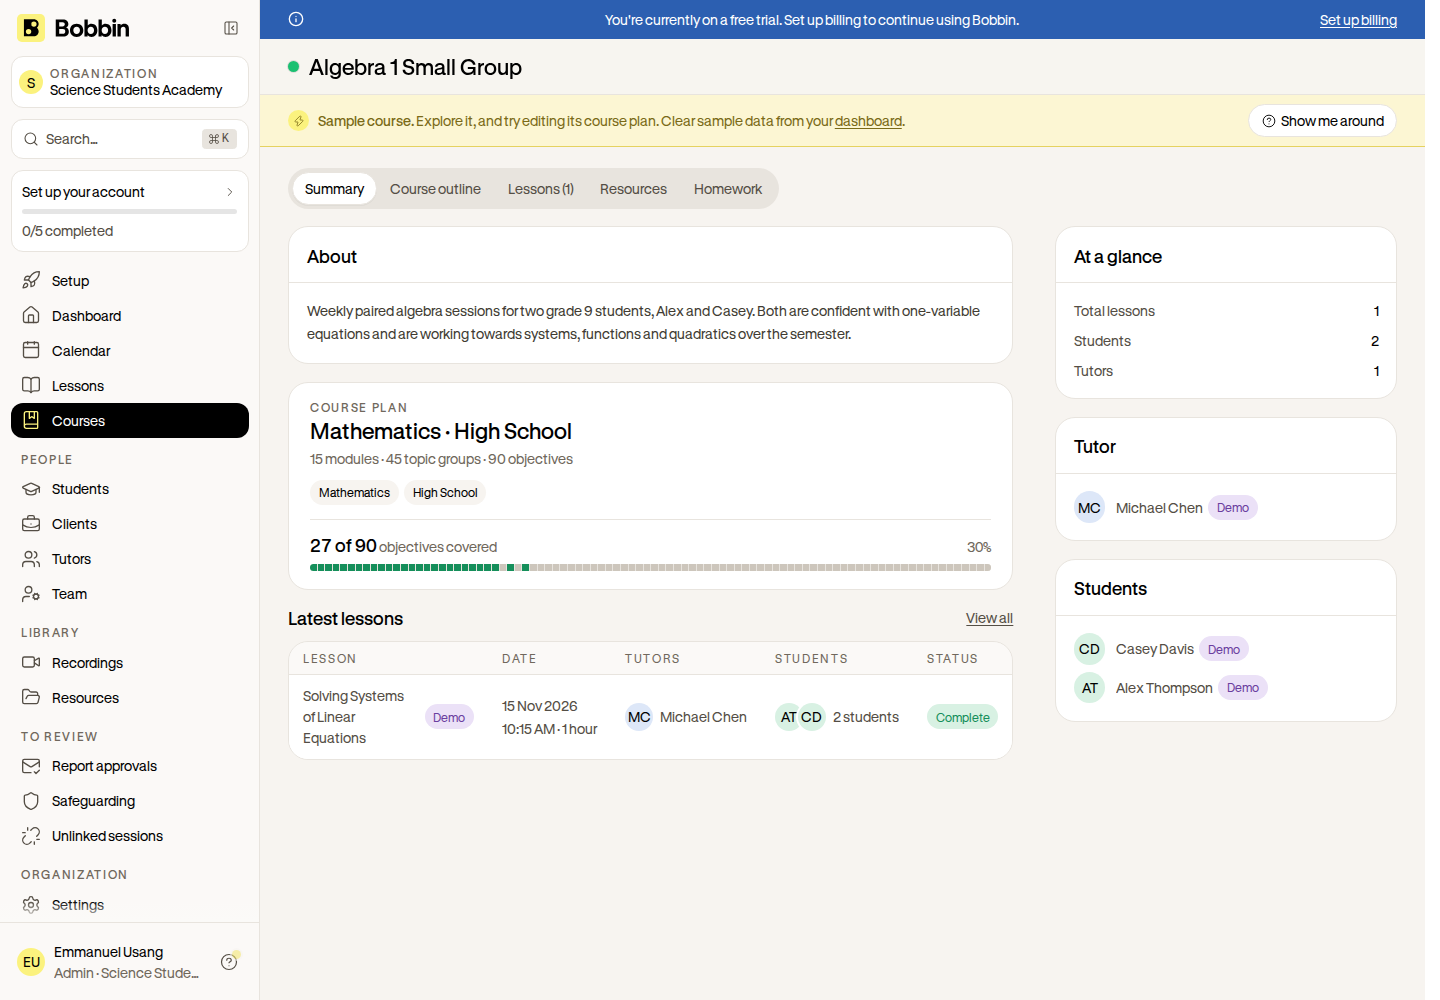 Bobbin
ORGANIZATION
S
Science Students Academy
Search...
⌘ K
Set up your account
0/5 completed
Setup
Dashboard
Calendar
Lessons
Courses
PEOPLE
Students
Clients
Tutors
Team
LIBRARY
Recordings
Resources
TO REVIEW
Report approvals
Safeguarding
Unlinked sessions
ORGANIZATION
Settings
EU
Emmanuel Usang
Admin · Science Stude...
You're currently on a free trial. Set up billing to continue using Bobbin.
Set up billing
Algebra 1 Small Group
Sample course. Explore it, and try editing its course plan. Clear sample data from your dashboard.
Show me around
Summary Course outline Lessons (1) Resources Homework
About
Weekly paired algebra sessions for two grade 9 students, Alex and Casey. Both are confident with one-variable
equations and are working towards systems, functions and quadratics over the semester.
COURSE PLAN
Mathematics · High School
15 modules · 45 topic groups · 90 objectives
Mathematics High School
27 of 90 objectives covered 30%
Latest lessons View all
LESSON DATE TUTORS STUDENTS STATUS
Solving Systems
of Linear
Equations
Demo
15 Nov 2026
10:15 AM · 1 hour
MC Michael Chen
AT CD 2 students
Complete
At a glance
Total lessons 1
Students 2
Tutors 1
Tutor
MC Michael Chen Demo
Students
CD Casey Davis Demo
AT Alex Thompson Demo